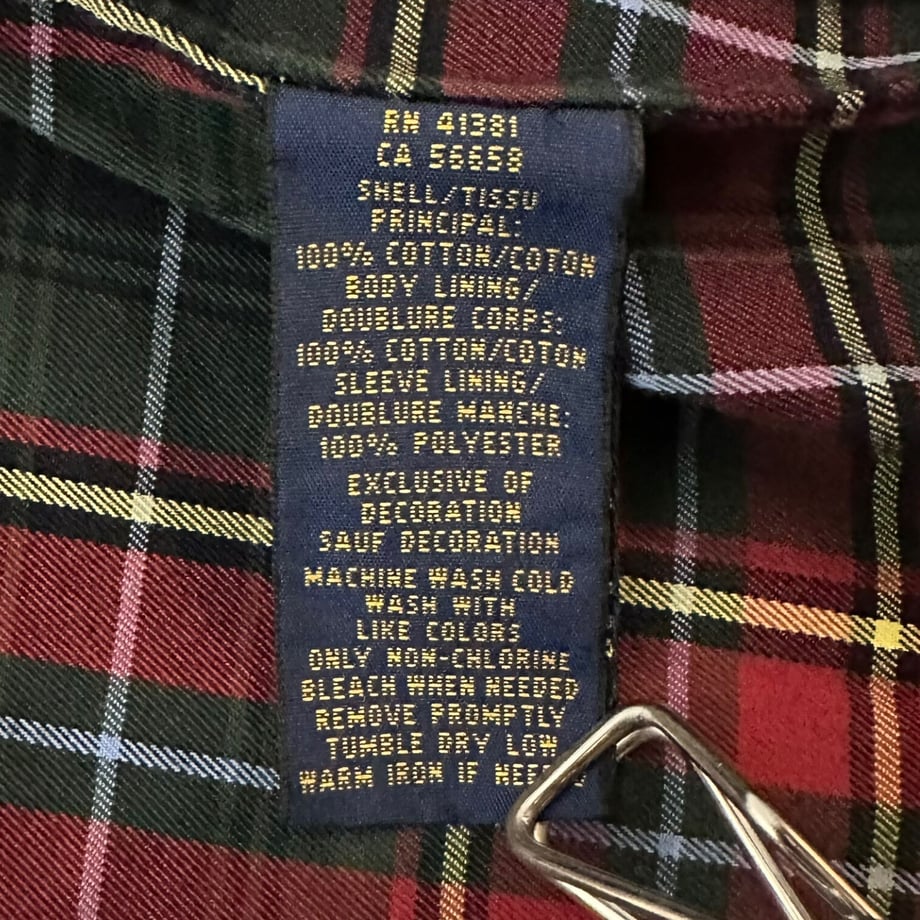 RN 41381
CA 56658
SHELL/TISSU
PRINCIPAL:
100% COTTON/COTON
BODY LINING/
DOUBLURE CORPS:
100% COTTON/COTON
SLEEVE LINING/
DOUBLURE MANCHE:
100% POLYESTER
EXCLUSIVE OF
DECORATION
SAUF DECORATION
MACHINE WASH COLD
WASH WITH
LIKE COLORS
ONLY NON-CHLORINE
BLEACH WHEN NEEDED
REMOVE PROMPTLY
TUMBLE DRY LOW
WARM IRON IF